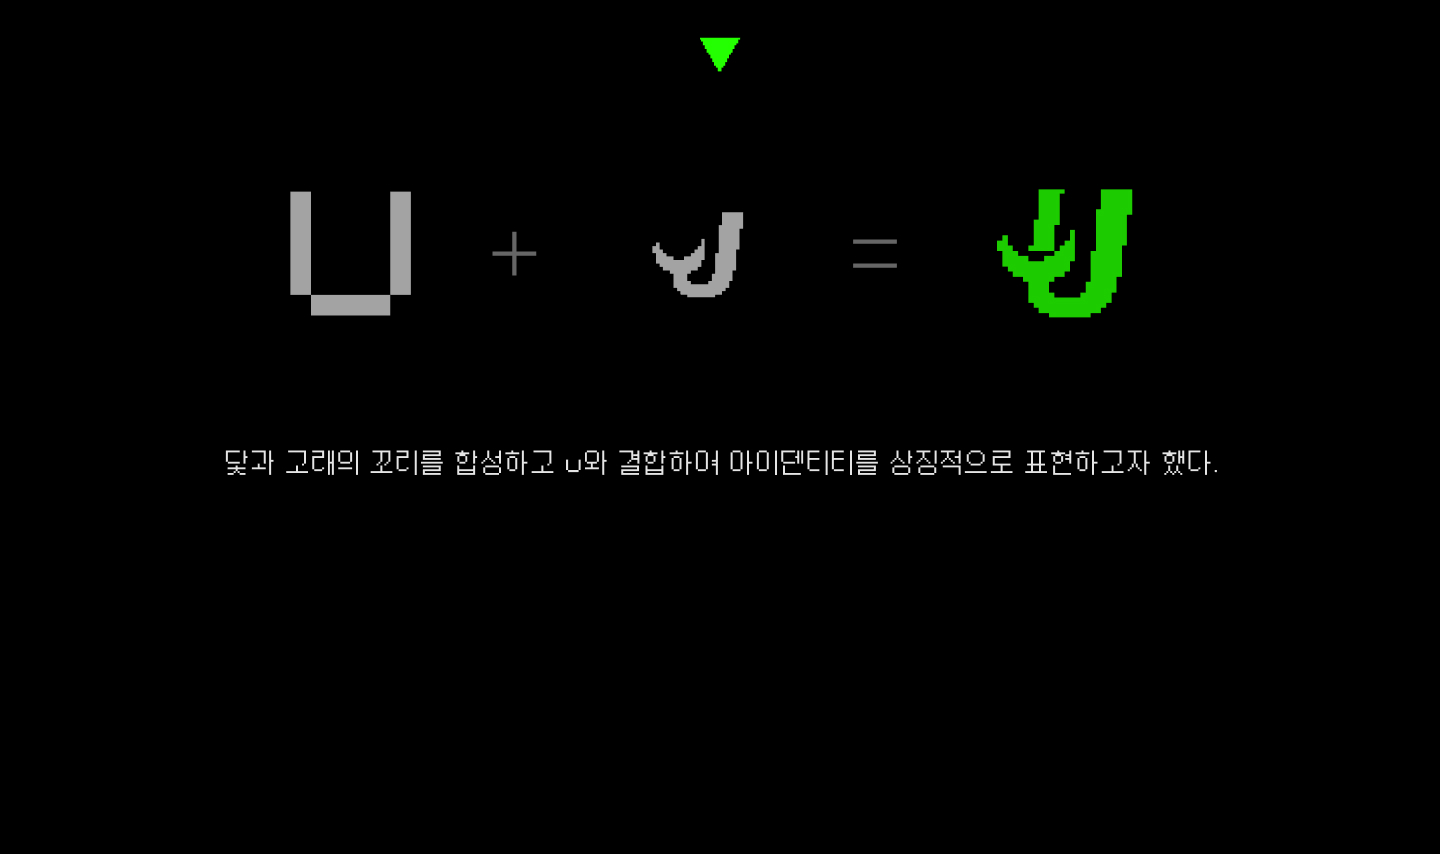 U + =
닻과 고래의 꼬리를 합성하고 u와 결합하여 아이덴티티를 상징적으로 표현하고자 했다.